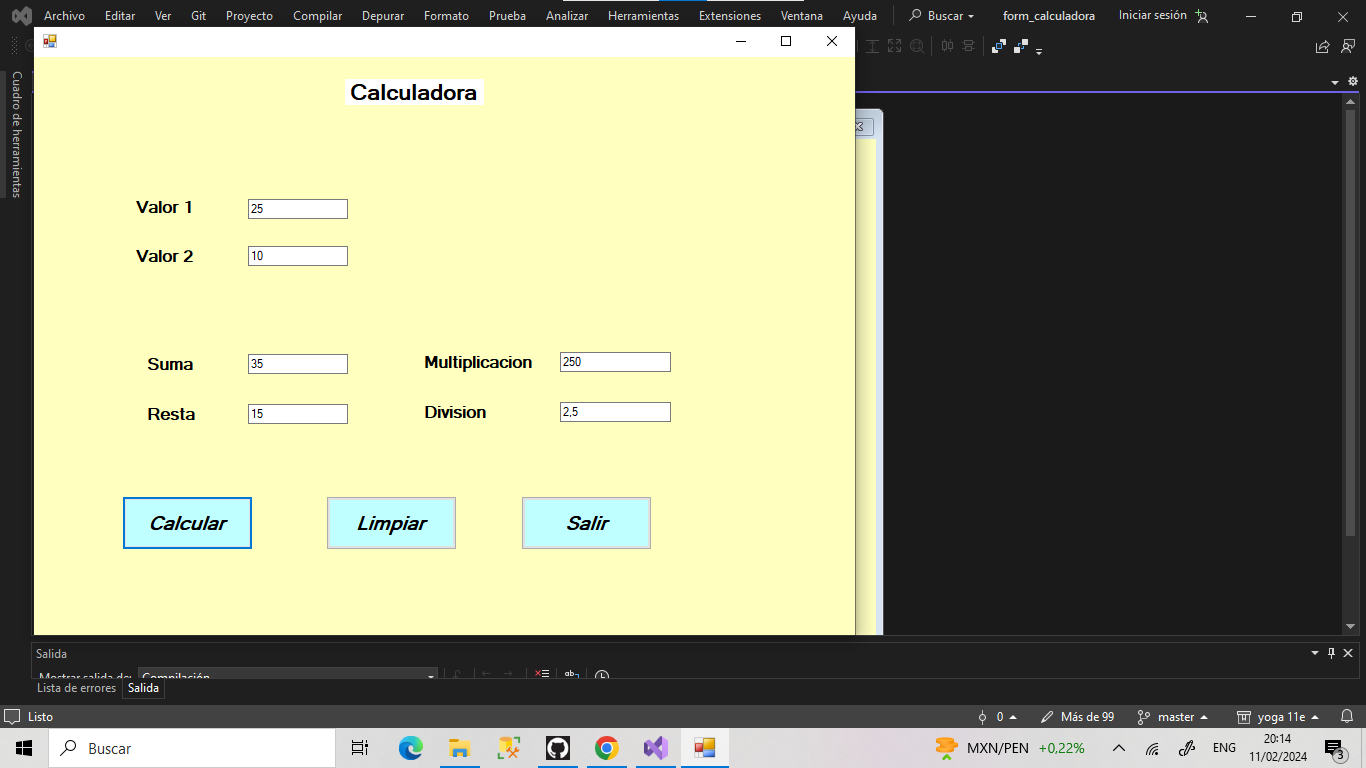 Archivo Editar Ver Git Proyecto Compilar Depurar Formato Prueba Analizar Herramientas Extensiones Ventana Ayuda Buscar form_calculadora Iniciar sesión
Cuadro de herramientas
Calculadora
Valor 1 25
Valor 2 10
Suma 35 Multiplicacion 250
Resta 15 Division 2,5
Calcular Limpiar Salir
Salida
Mostrar salida de: Compilación
Lista de errores Salida
Listo 0 Más de 99 master yoga 11e
Buscar MXN/PEN +0,22% ENG 20:14
11/02/2024 3